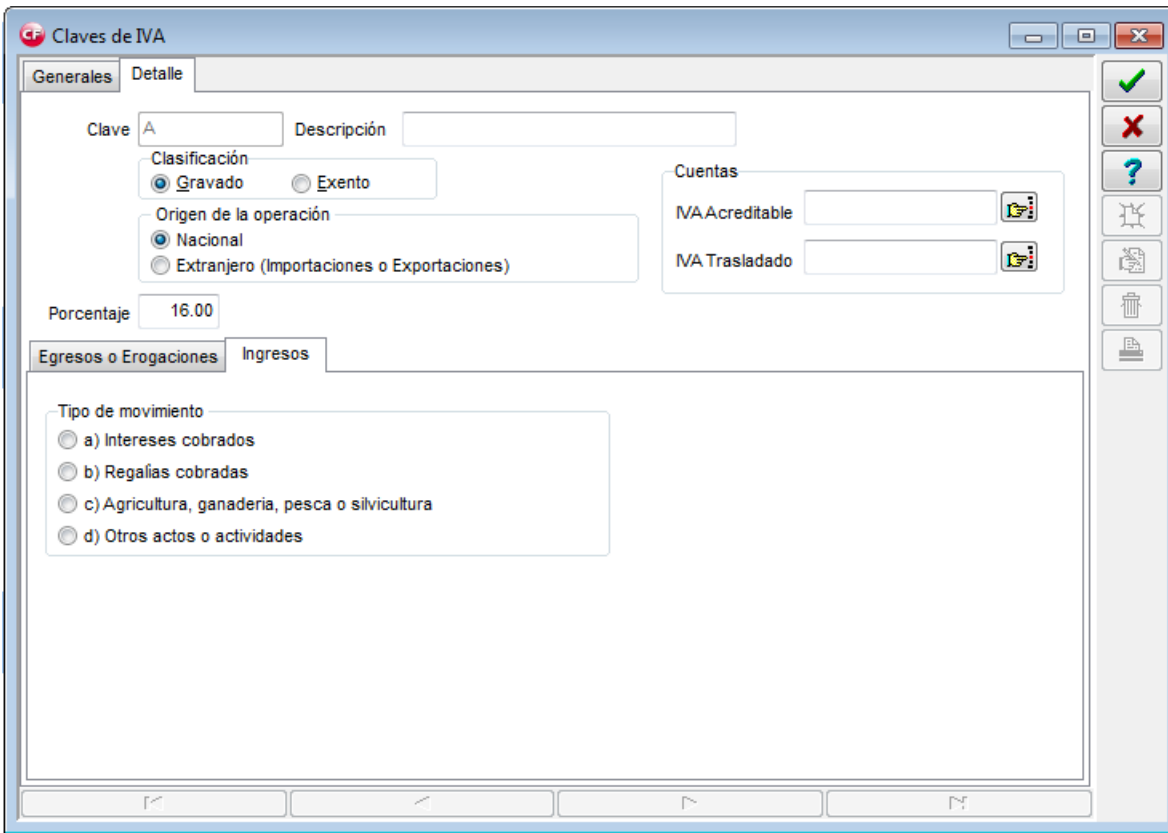 CF Claves de IVA
Generales Detalle
Clave A Descripción
Clasificación
Gravado Exento
Origen de la operación
Nacional
Extranjero (Importaciones o Exportaciones)
Cuentas
IVA Acreditable
IVA Trasladado
Porcentaje 16.00
Egresos o Erogaciones Ingresos
Tipo de movimiento
a) Intereses cobrados
b) Regalías cobradas
c) Agricultura, ganaderia, pesca o silvicultura
d) Otros actos o actividades